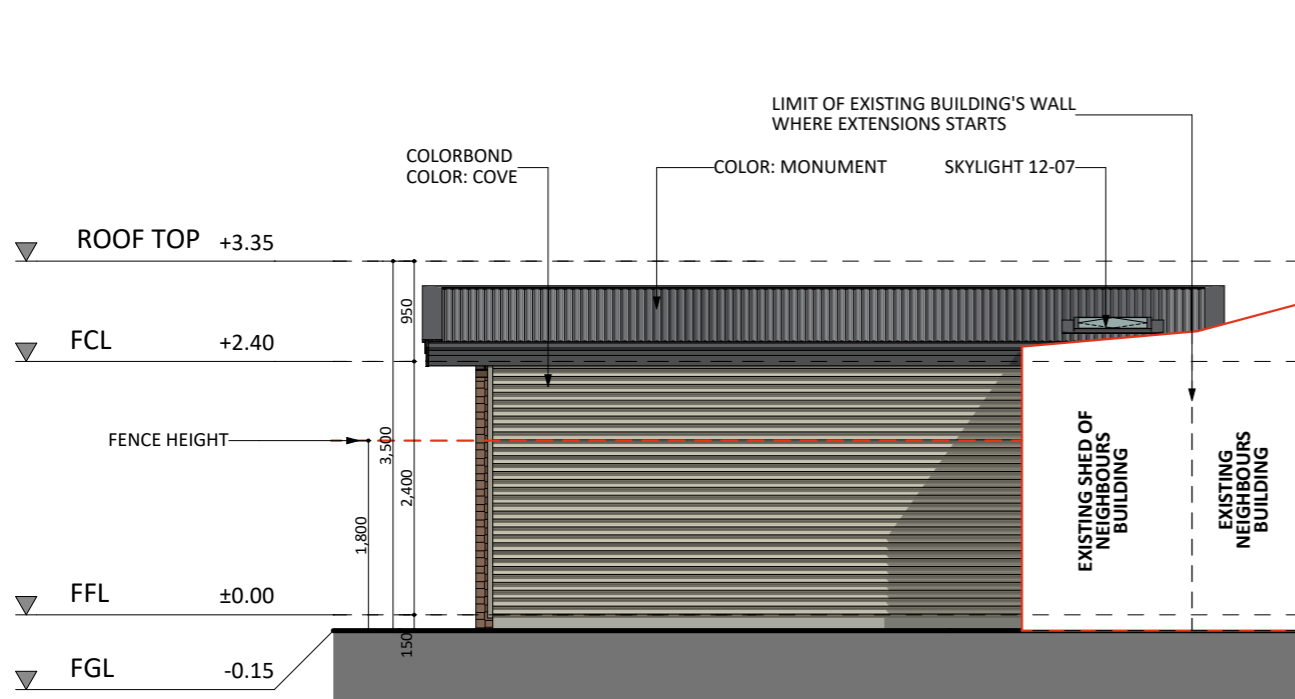 LIMIT OF EXISTING BUILDING'S WALL
WHERE EXTENSIONS STARTS
COLORBOND
COLOR: COVE
COLOR: MONUMENT
SKYLIGHT 12-07
ROOF TOP +3.35
950
FCL +2.40
FENCE HEIGHT
3,500
2,400
1,800
EXISTING SHED OF
NEIGHBOURS
BUILDING
EXISTING
NEIGHBOURS
BUILDING
FFL ±0.00
150
FGL -0.15